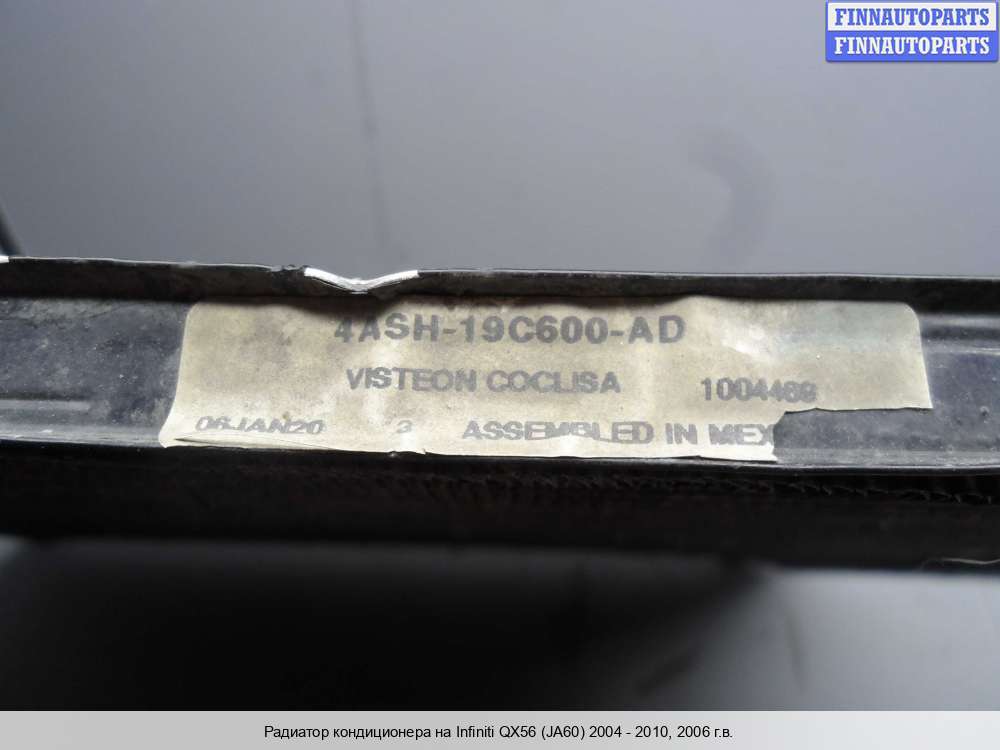 FINNAUTOPARTS
FINNAUTOPARTS
4ASH-19C600-AD
VISTEON COCLISA 1004468
06JAN20 3 ASSEMBLED IN MEX
Радиатор кондиционера на Infiniti QX56 (JA60) 2004 - 2010, 2006 г.в.